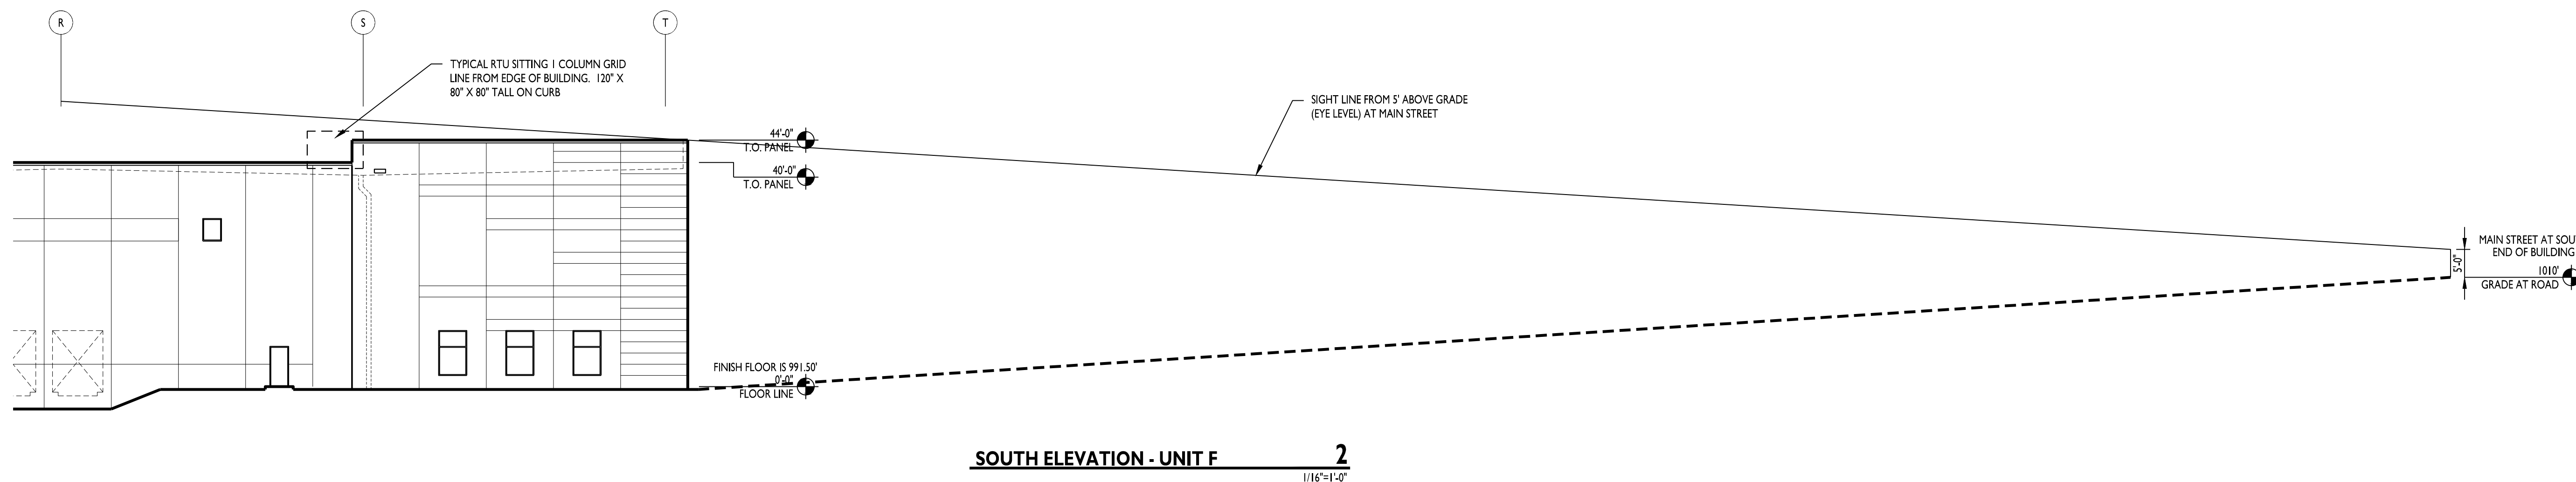 R
S
T
TYPICAL RTU SITTING 1 COLUMN GRID
LINE FROM EDGE OF BUILDING. 120" X
80" X 80" TALL ON CURB
SIGHT LINE FROM 5' ABOVE GRADE
(EYE LEVEL) AT MAIN STREET
44'-0"
T.O. PANEL
40'-0"
T.O. PANEL
MAIN STREET AT SOU
END OF BUILDING
5'-0"
1010'
GRADE AT ROAD
FINISH FLOOR IS 991.50'
0'-0"
FLOOR LINE
SOUTH ELEVATION - UNIT F 2
1/16"=1'-0"